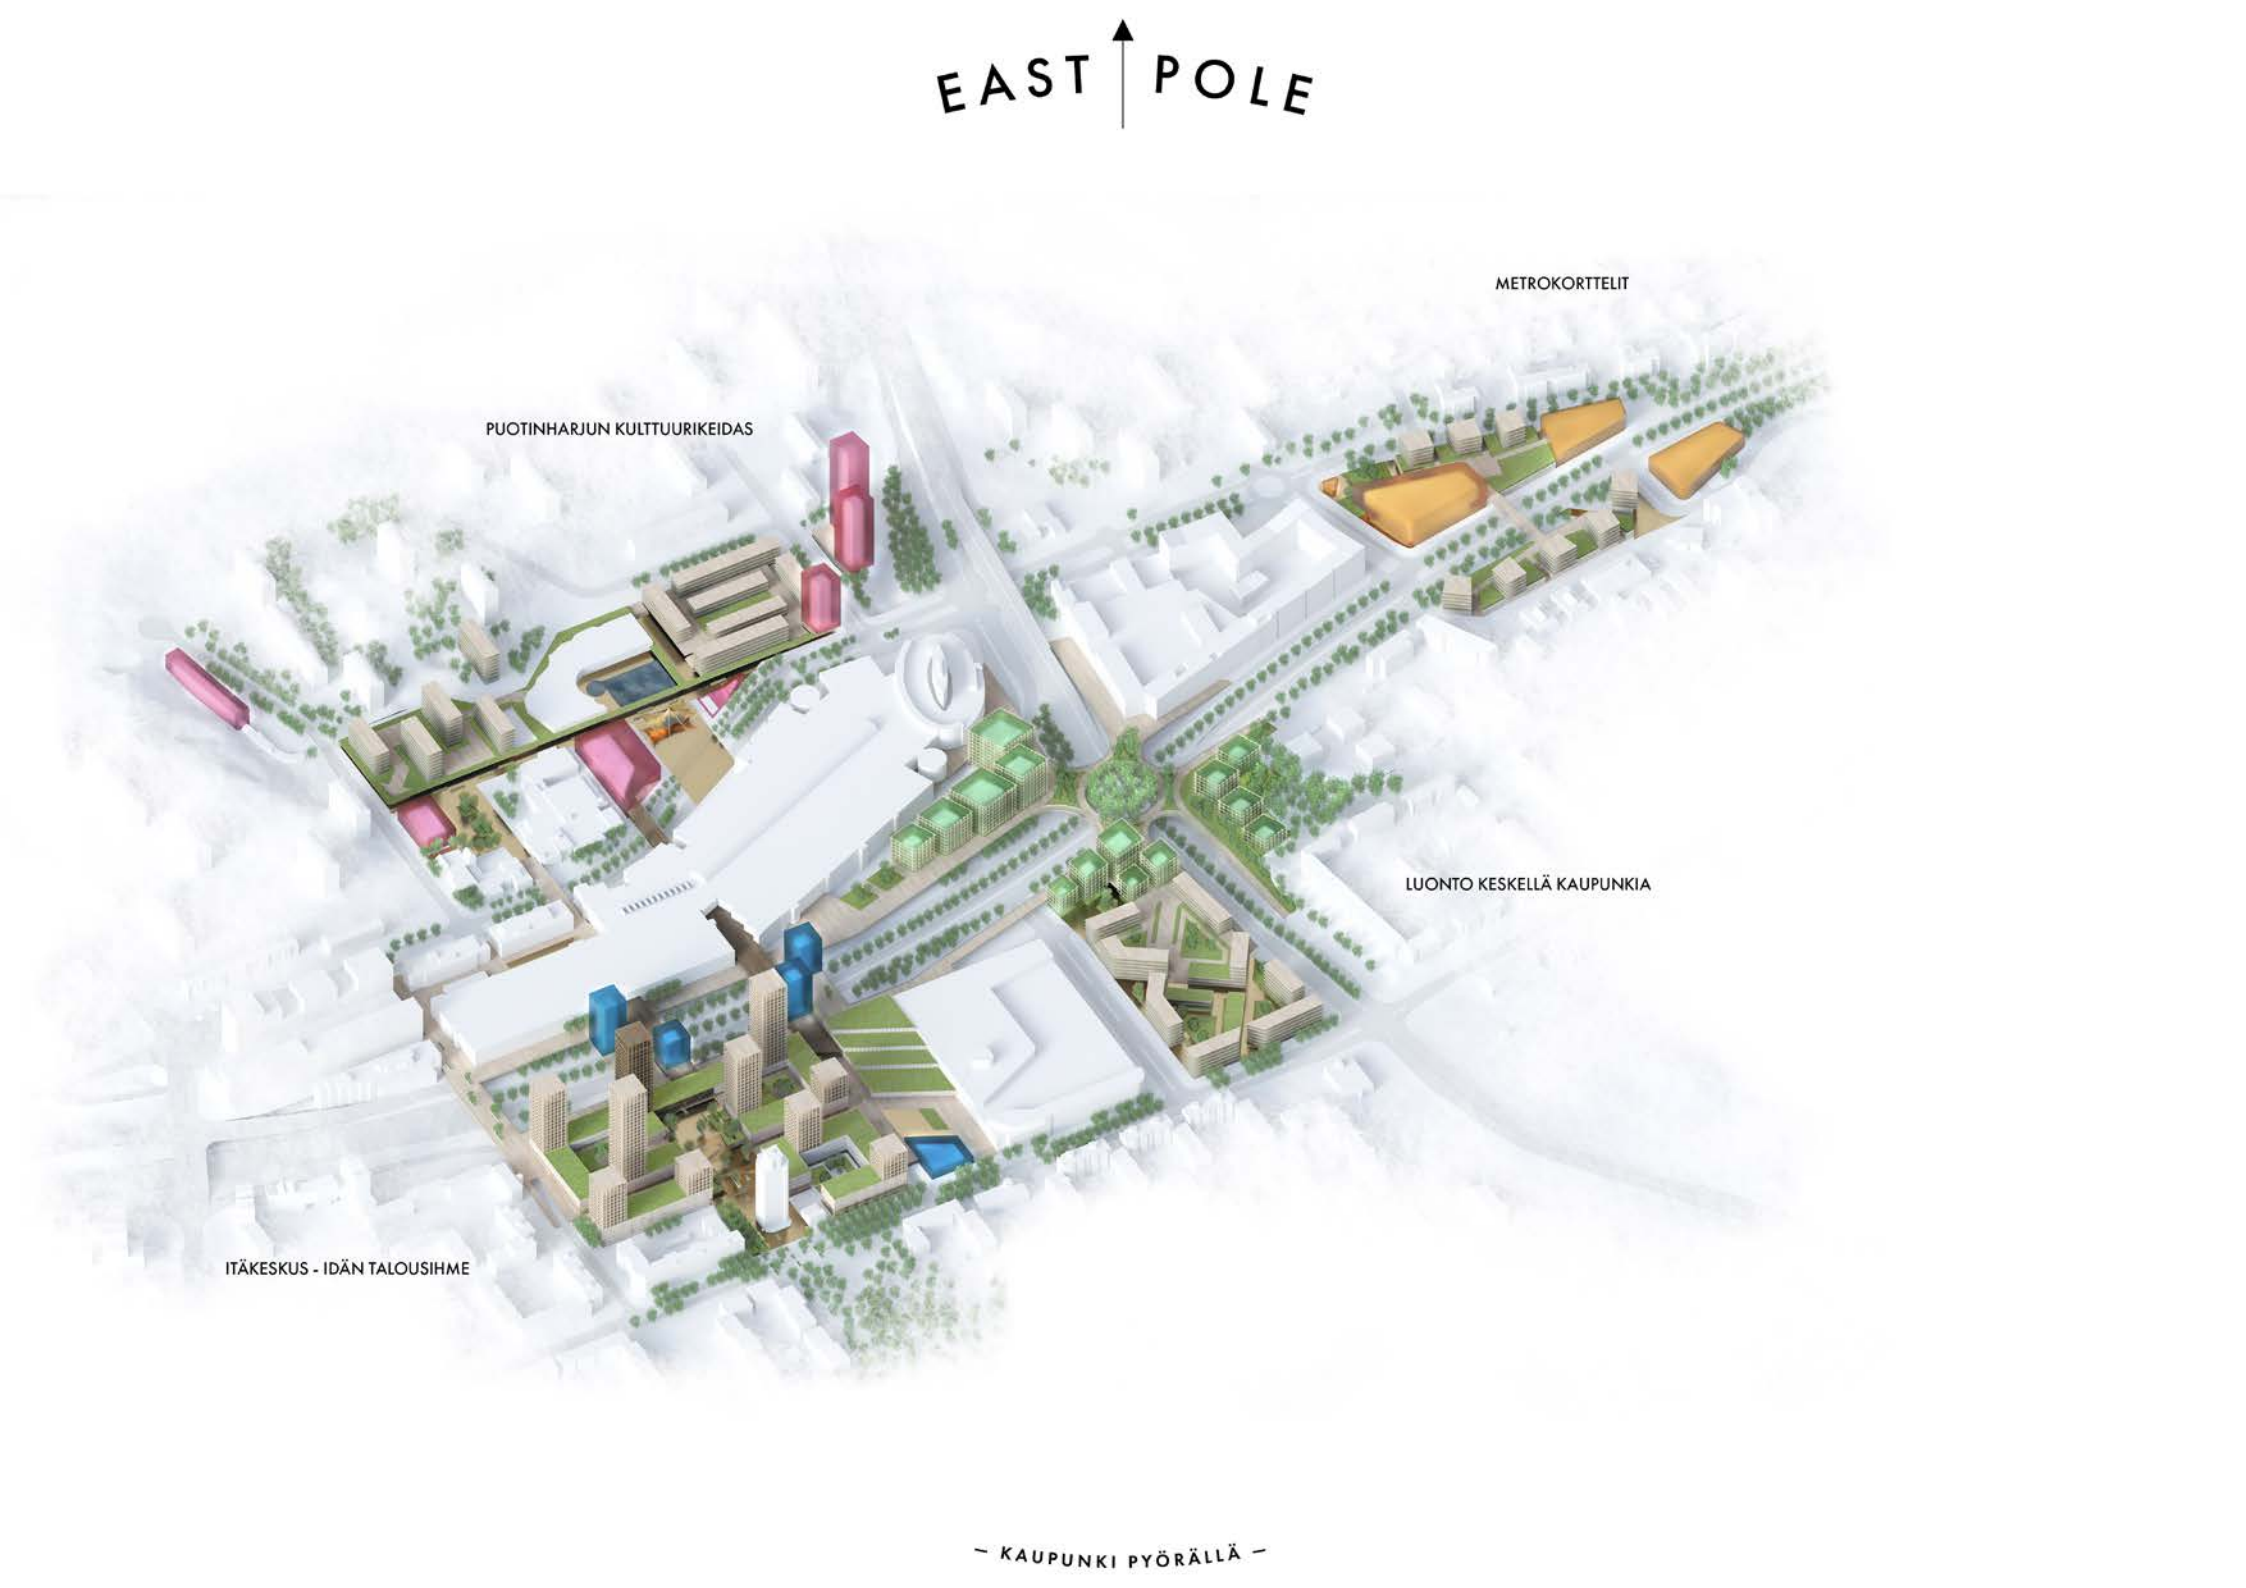 EAST POLE
METROKORTTELIT
PUOTINHARJUN KULTTUURIKEIDAS
LUONTO KESKELLÄ KAUPUNKIA
ITÄKESKUS - IDÄN TALOUSIHME
– KAUPUNKI PYÖRÄLLÄ –